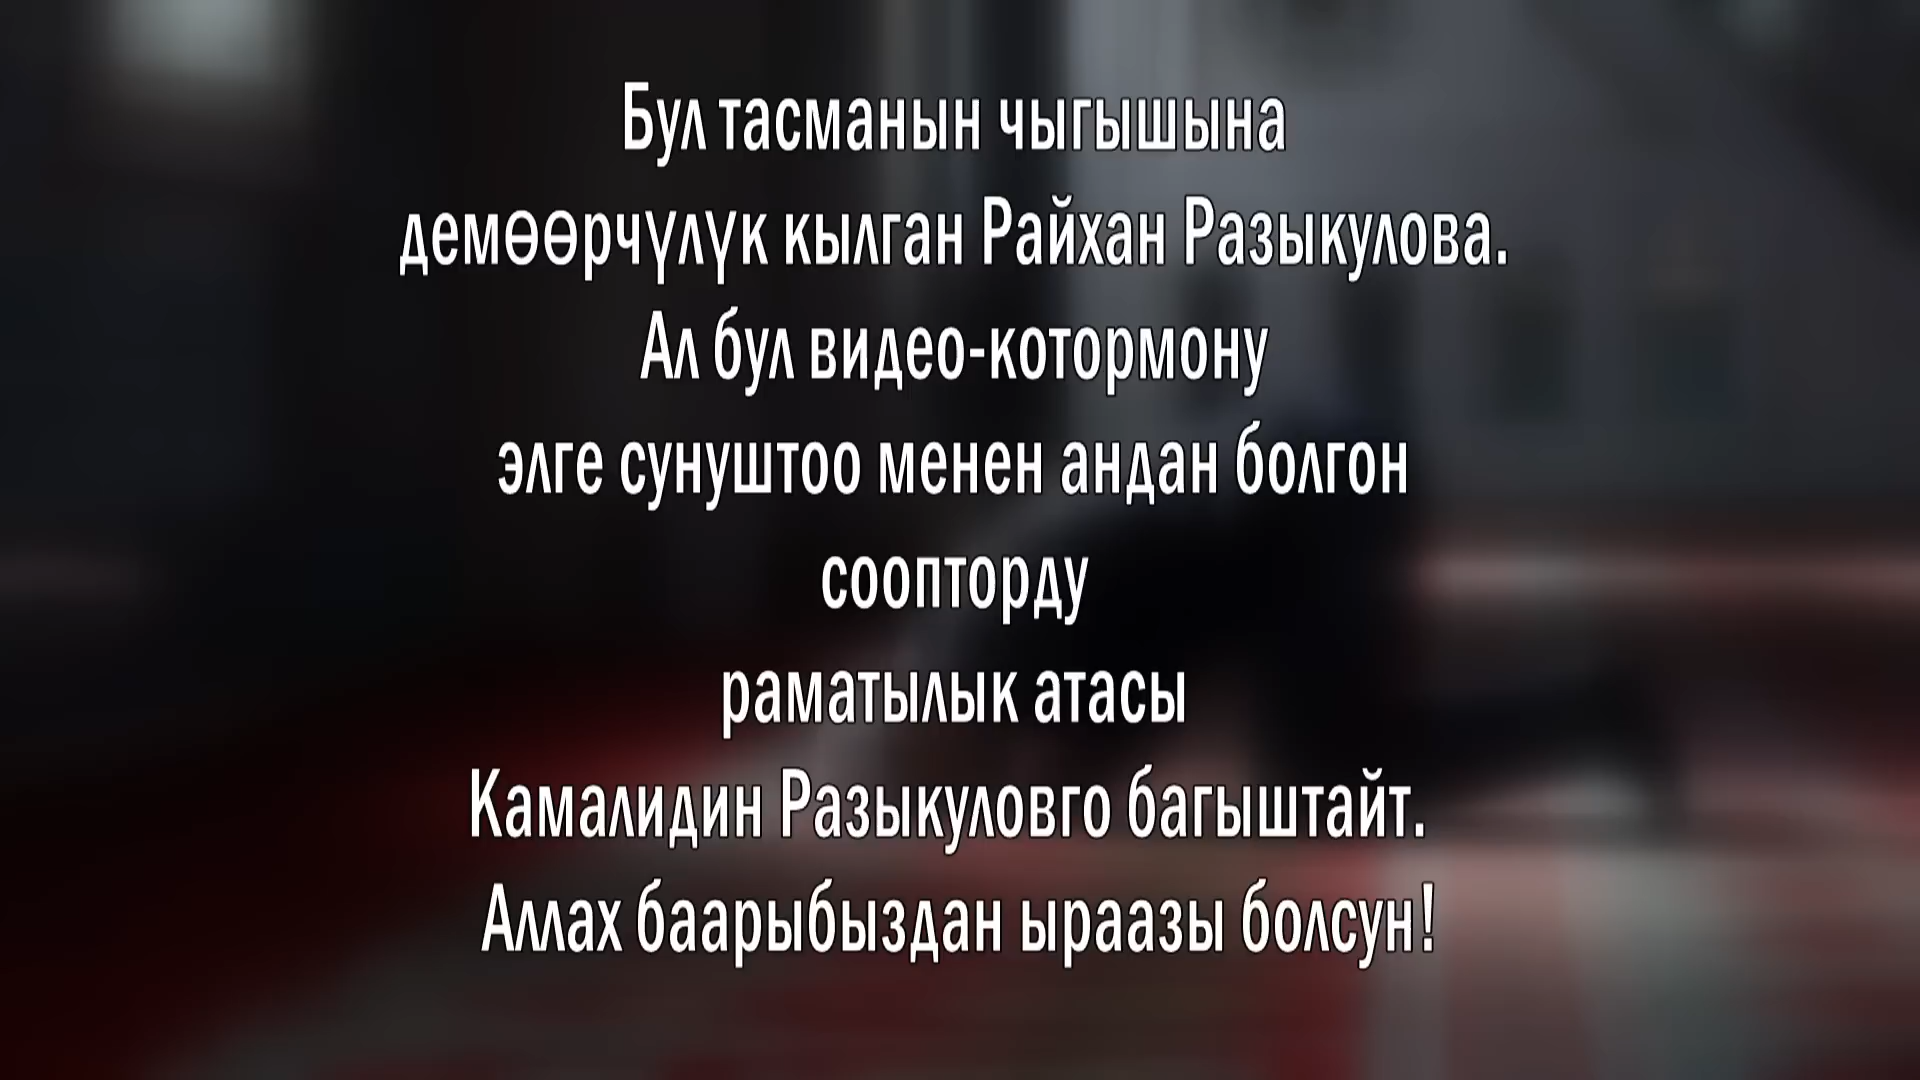 Бул тасманын чыгышына
демөөрчүлүк кылган Райхан Разыкулова.
Ал бул видео-котормону
элге сунуштоо менен андан болгон
соопторду
раматылык атасы
Камалидин Разыкуловго багыштайт.
Аллах баарыбыздан ыраазы болсун!